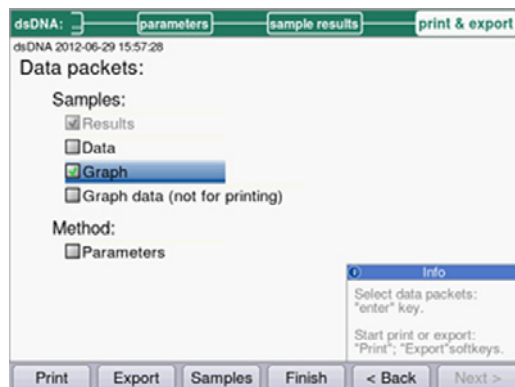 dsDNA: parameters sample results print & export
dsDNA 2012-06-29 15:57:28
Data packets:
Samples:
Results
Data
Graph
Graph data (not for printing)
Method:
Parameters
Info
Select data packets:
"enter" key.
Start print or export:
"Print"; "Export"softkeys.
Print Export Samples Finish < Back Next >